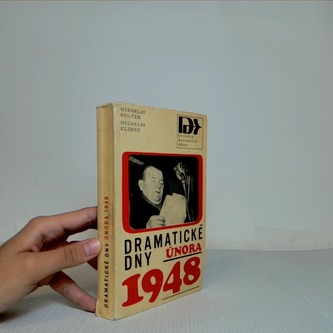 MIROSLAV
BOUČEK
MILOSLAV
KLIMEŠ
DRAMATICKÉ
DNY ÚNORA
1948
DRAMATICKÉ DNY ÚNORA 1948